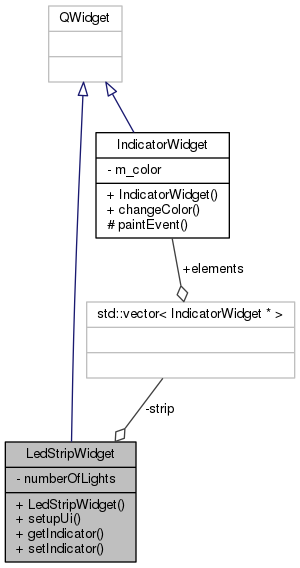 QWidget
IndicatorWidget
- m_color
+ IndicatorWidget()
+ changeColor()
# paintEvent()
+elements
std::vector< IndicatorWidget * >
-strip
LedStripWidget
- numberOfLights
+ LedStripWidget()
+ setupUi()
+ getIndicator()
+ setIndicator()